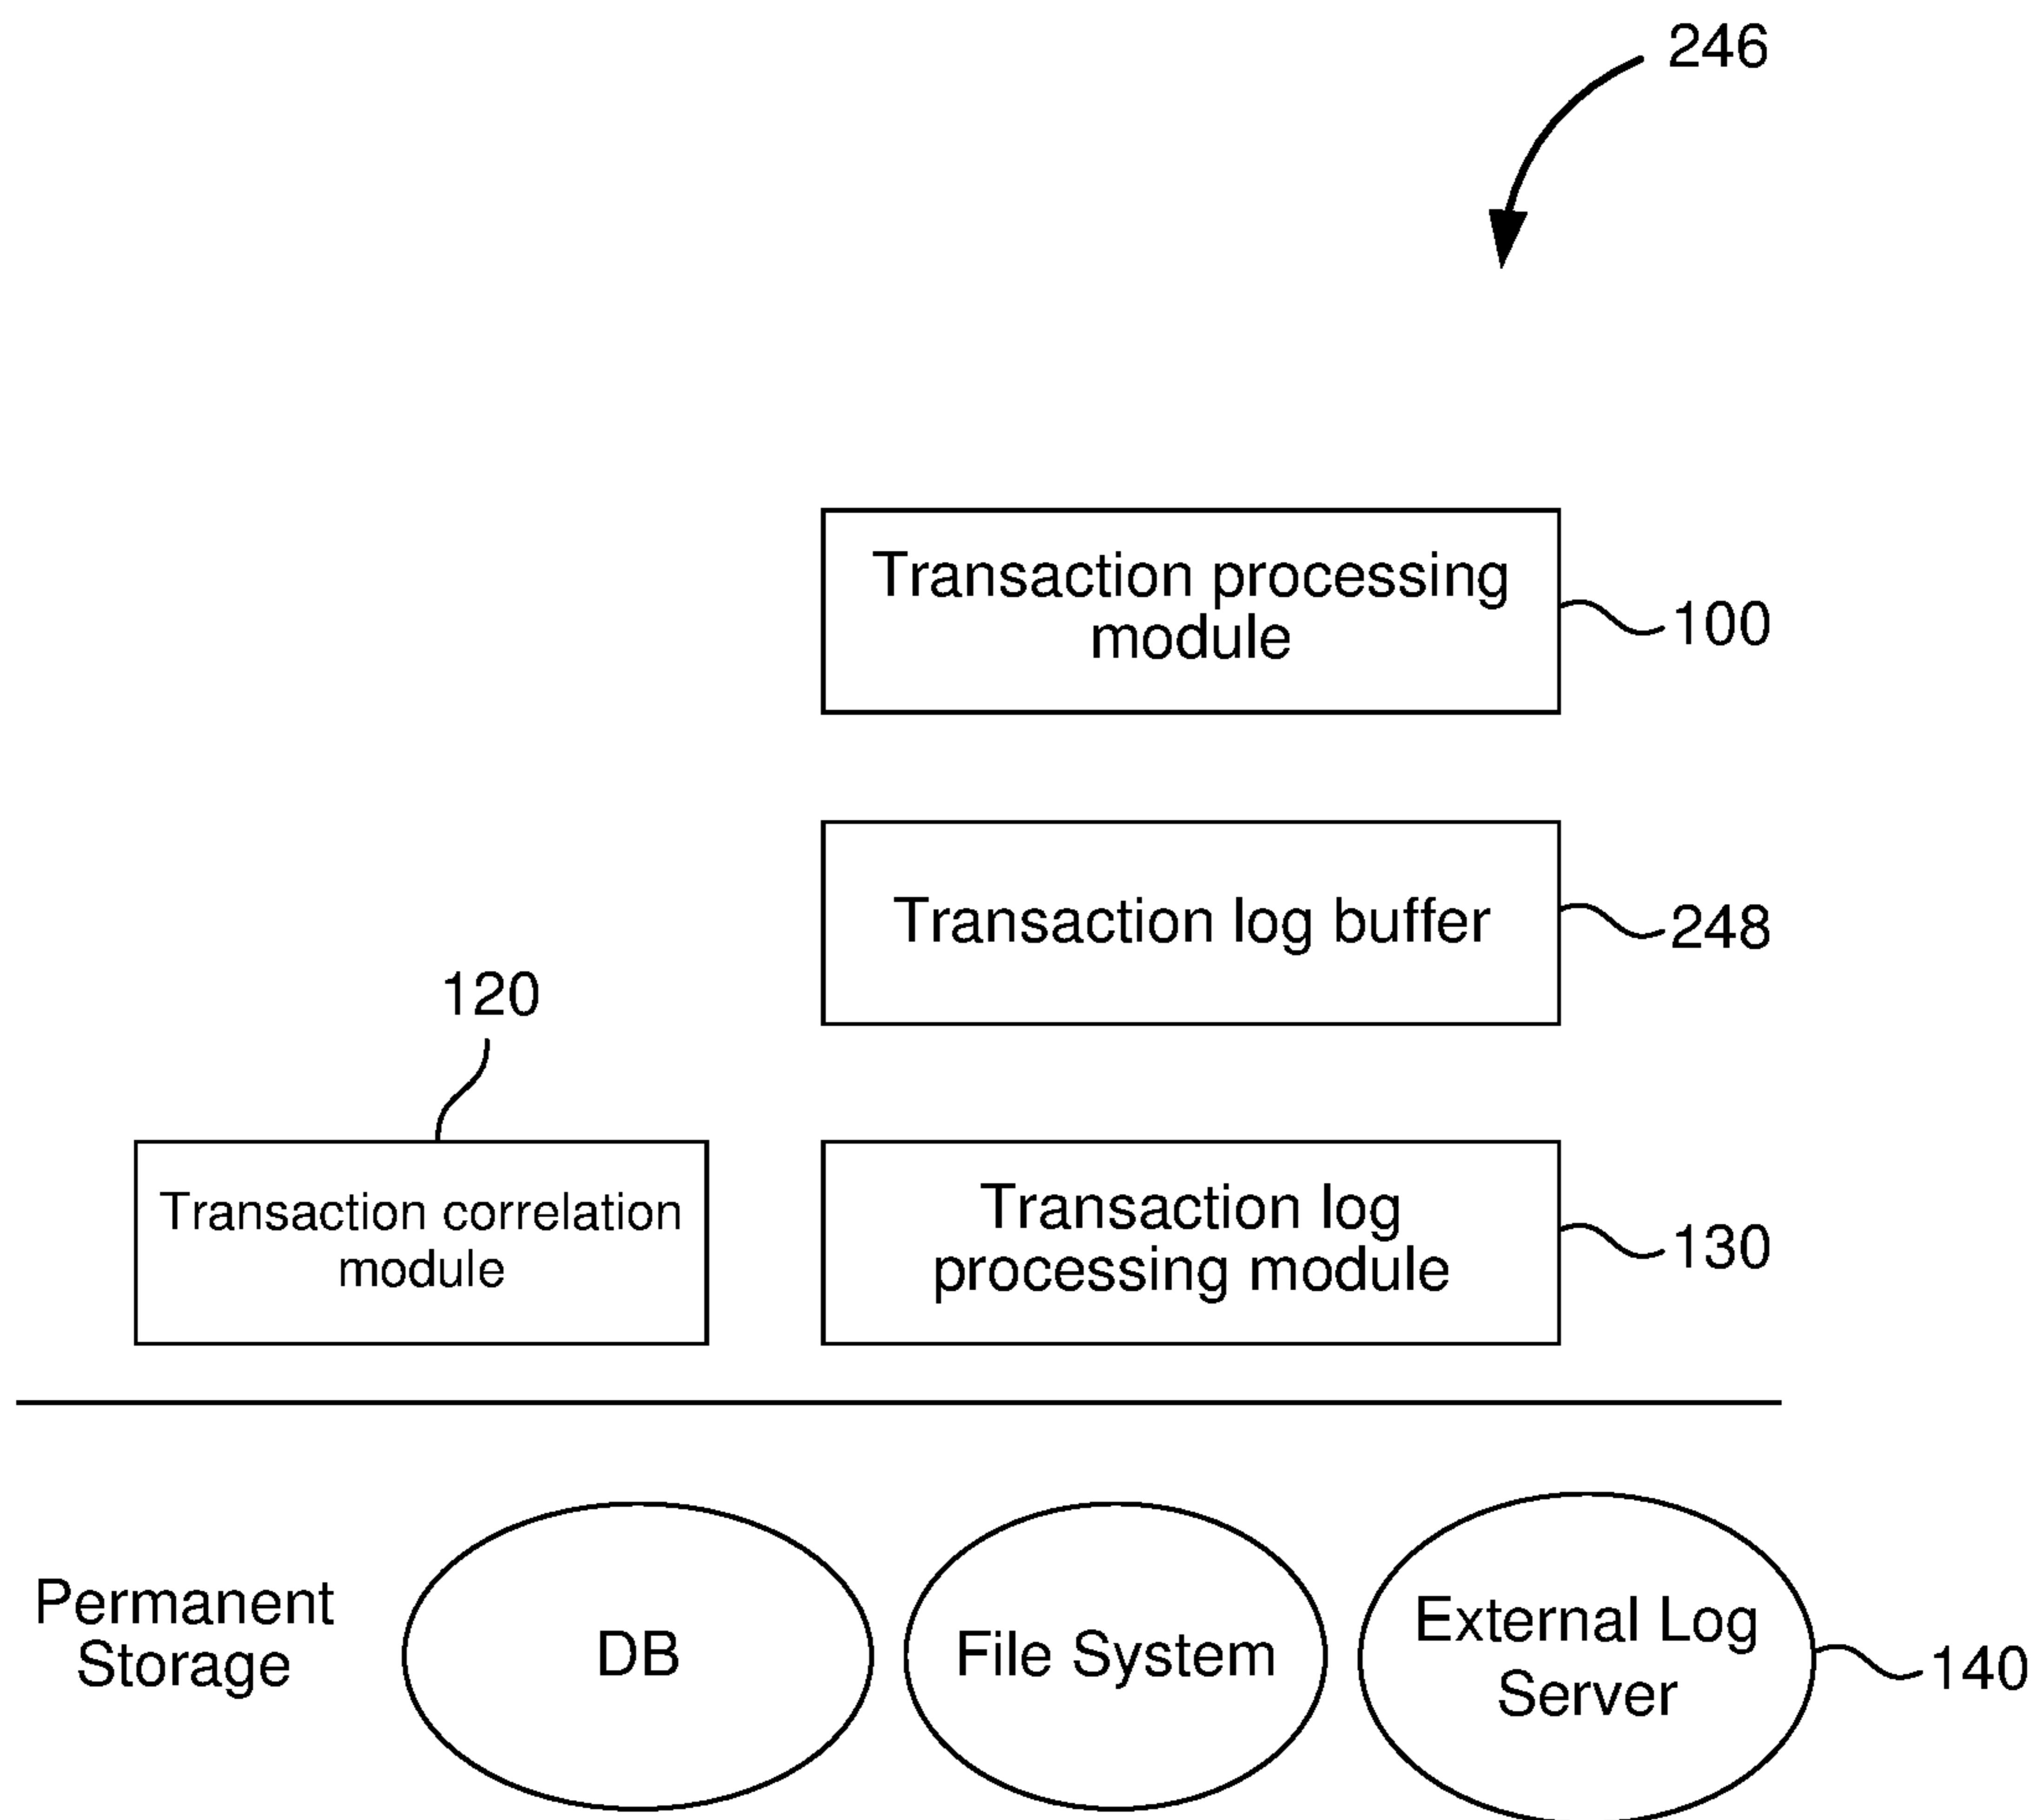 246
Transaction processing
module
100
Transaction log buffer
248
120
Transaction correlation
module
Transaction log
processing module
130
Permanent
Storage
DB
File System
External Log
Server
140